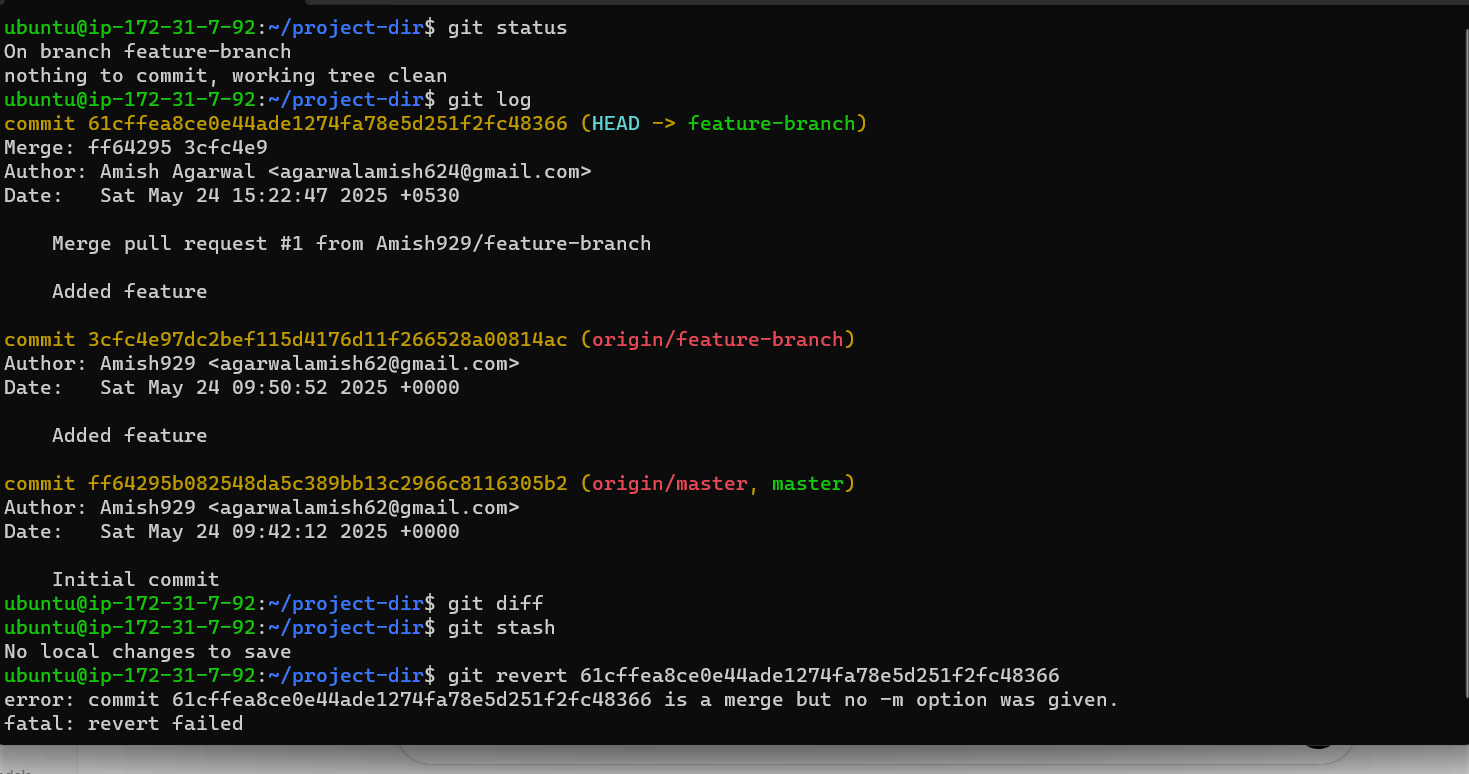 ubuntu@ip-172-31-7-92:~/project-dir$ git status
On branch feature-branch
nothing to commit, working tree clean
ubuntu@ip-172-31-7-92:~/project-dir$ git log
commit 61cffea8ce0e44ade1274fa78e5d251f2fc48366 (HEAD -> feature-branch)
Merge: ff64295 3cfc4e9
Author: Amish Agarwal <agarwalamish624@gmail.com>
Date:   Sat May 24 15:22:47 2025 +0530

    Merge pull request #1 from Amish929/feature-branch

    Added feature

commit 3cfc4e97dc2bef115d4176d11f266528a00814ac (origin/feature-branch)
Author: Amish929 <agarwalamish62@gmail.com>
Date:   Sat May 24 09:50:52 2025 +0000

    Added feature

commit ff64295b082548da5c389bb13c2966c8116305b2 (origin/master, master)
Author: Amish929 <agarwalamish62@gmail.com>
Date:   Sat May 24 09:42:12 2025 +0000

    Initial commit
ubuntu@ip-172-31-7-92:~/project-dir$ git diff
ubuntu@ip-172-31-7-92:~/project-dir$ git stash
No local changes to save
ubuntu@ip-172-31-7-92:~/project-dir$ git revert 61cffea8ce0e44ade1274fa78e5d251f2fc48366
error: commit 61cffea8ce0e44ade1274fa78e5d251f2fc48366 is a merge but no -m option was given.
fatal: revert failed